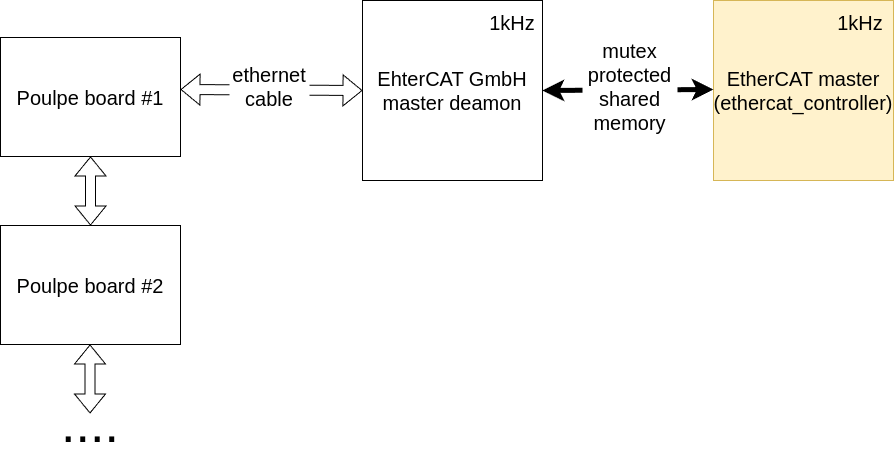 1kHz
1kHz
Poulpe board #1
ethernet
cable
EhterCAT GmbH
master deamon
mutex
protected
shared
memory
EtherCAT master
(ethercat_controller)
Poulpe board #2
....